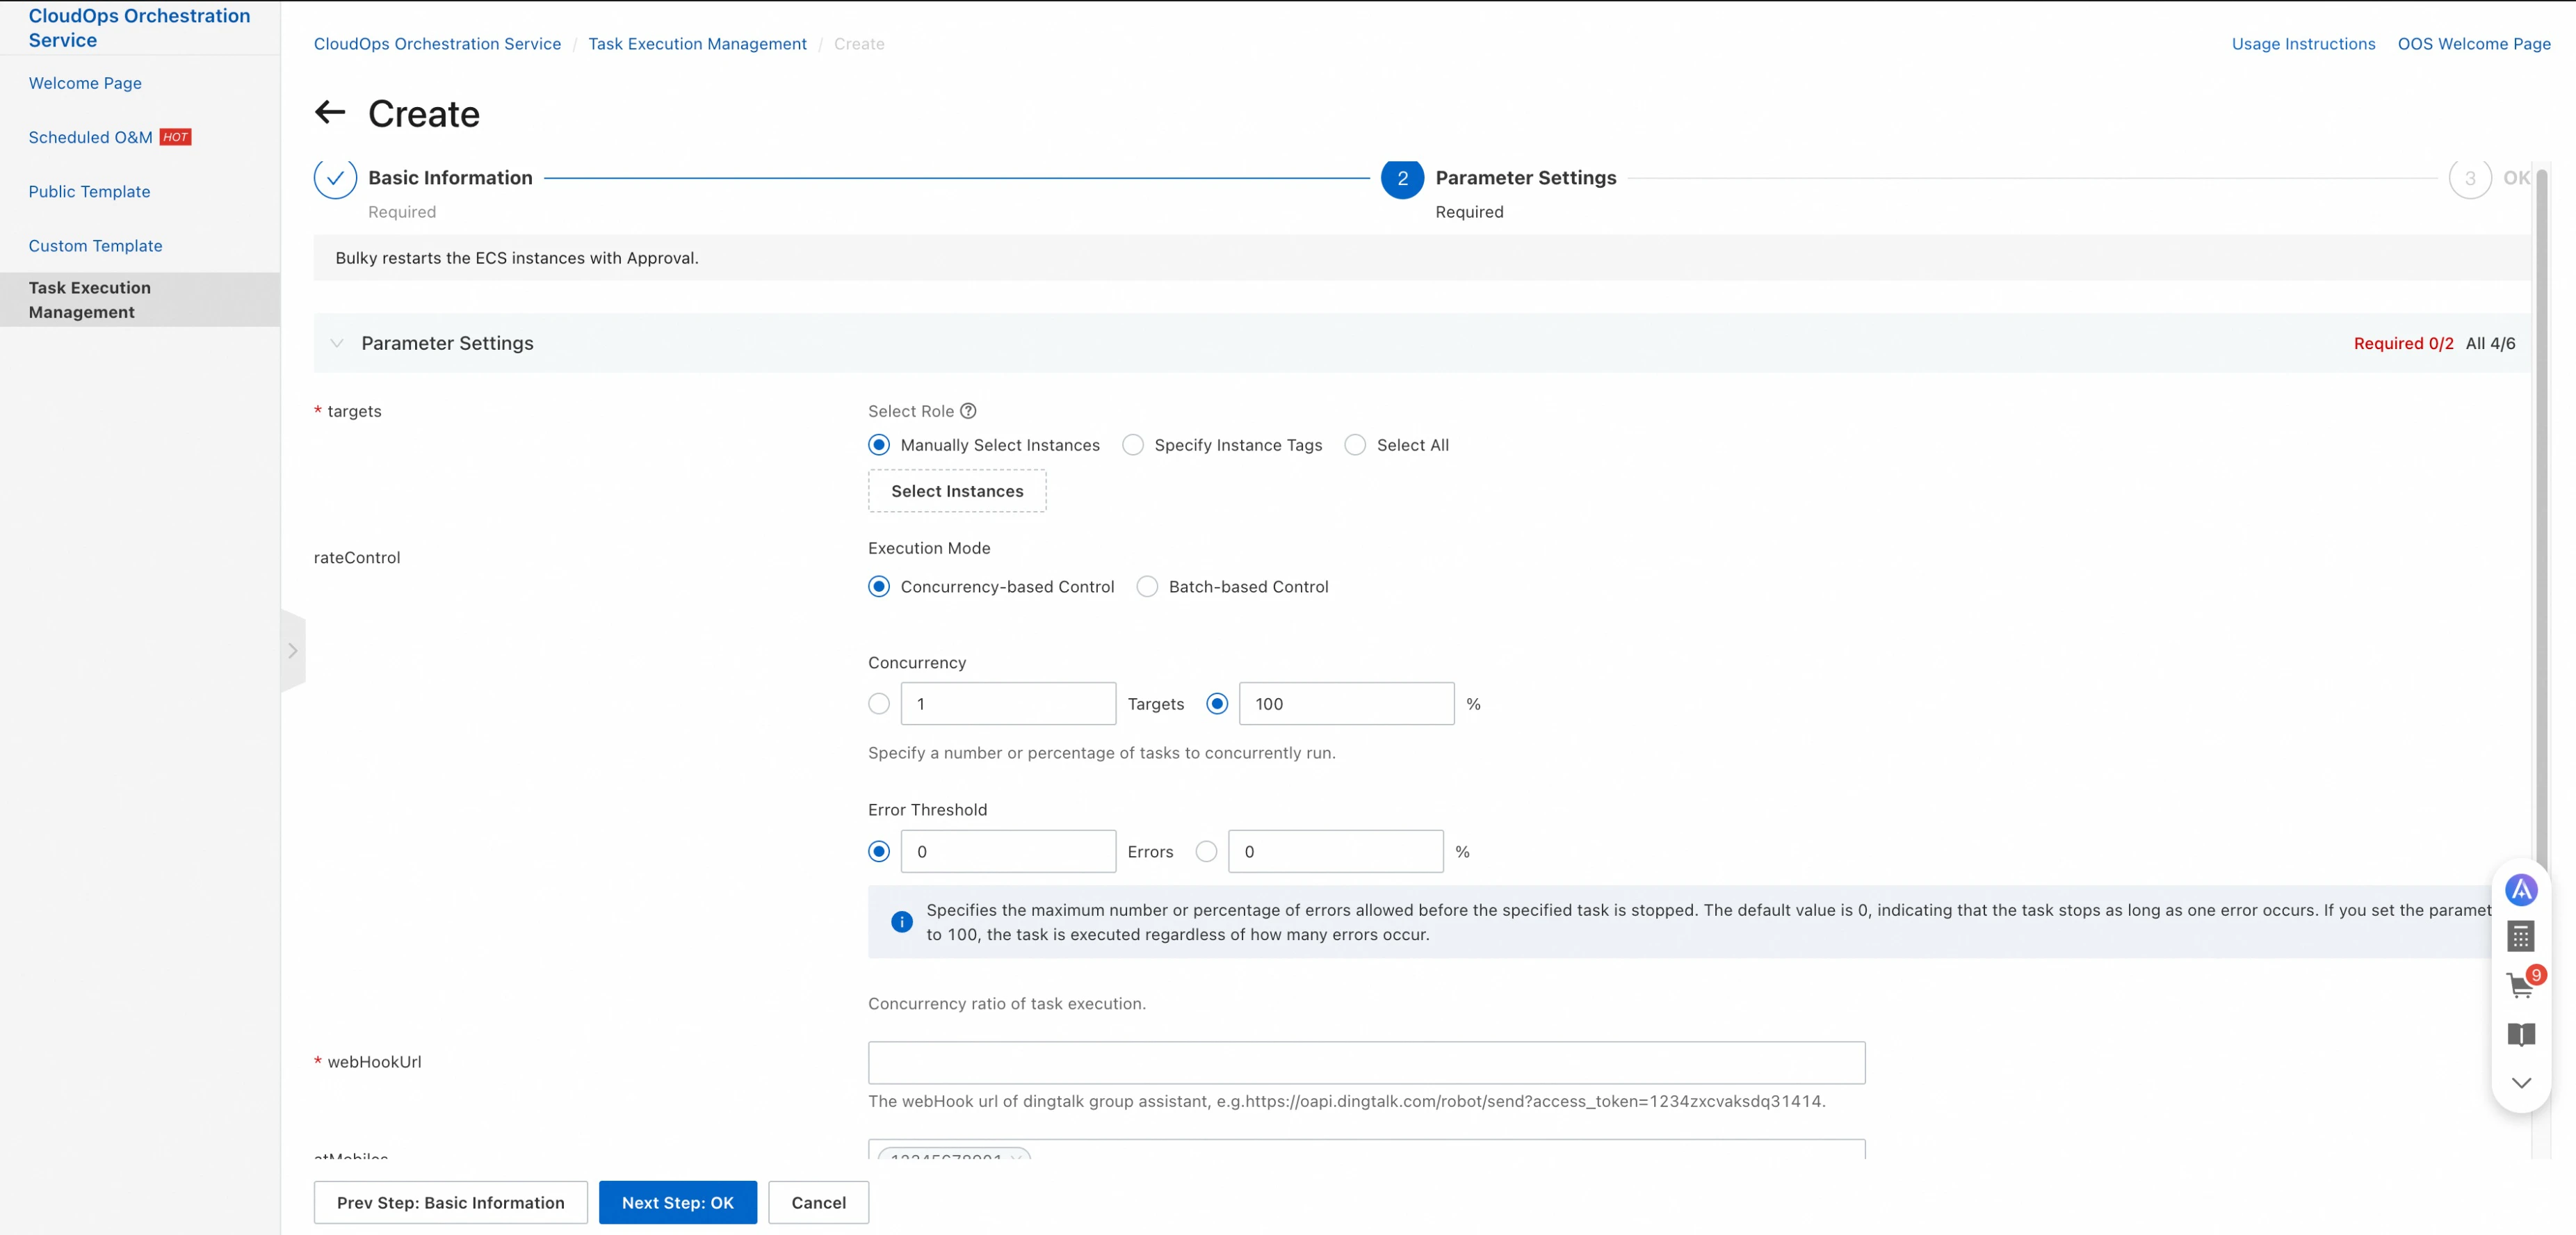 CloudOps Orchestration
Service
Welcome Page
Scheduled O&M HOT
Public Template
Custom Template
Task Execution
Management
CloudOps Orchestration Service / Task Execution Management / Create
Usage Instructions OOS Welcome Page
Create
Basic Information
Required
2 Parameter Settings
Required
3 OK
Bulky restarts the ECS instances with Approval.
Parameter Settings
Required 0/2 All 4/6
* targets
Select Role
Manually Select Instances Specify Instance Tags Select All
Select Instances
rateControl
Execution Mode
Concurrency-based Control Batch-based Control
Concurrency
1 Targets 100 %
Specify a number or percentage of tasks to concurrently run.
Error Threshold
0 Errors 0 %
Specifies the maximum number or percentage of errors allowed before the specified task is stopped. The default value is 0, indicating that the task stops as long as one error occurs. If you set the paramet
to 100, the task is executed regardless of how many errors occur.
Concurrency ratio of task execution.
* webHookUrl
The webHook url of dingtalk group assistant, e.g.https://oapi.dingtalk.com/robot/send?access_token=1234zxcvaksdq31414.
atMobiles
12345678901
Prev Step: Basic Information Next Step: OK Cancel
9